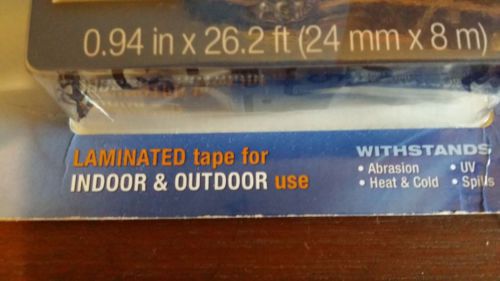 0.94 in x 26.2 ft (24 mm x 8 m)
LAMINATED tape for
INDOOR & OUTDOOR use
WITHSTANDS
• Abrasion • UV
• Heat & Cold • Spills